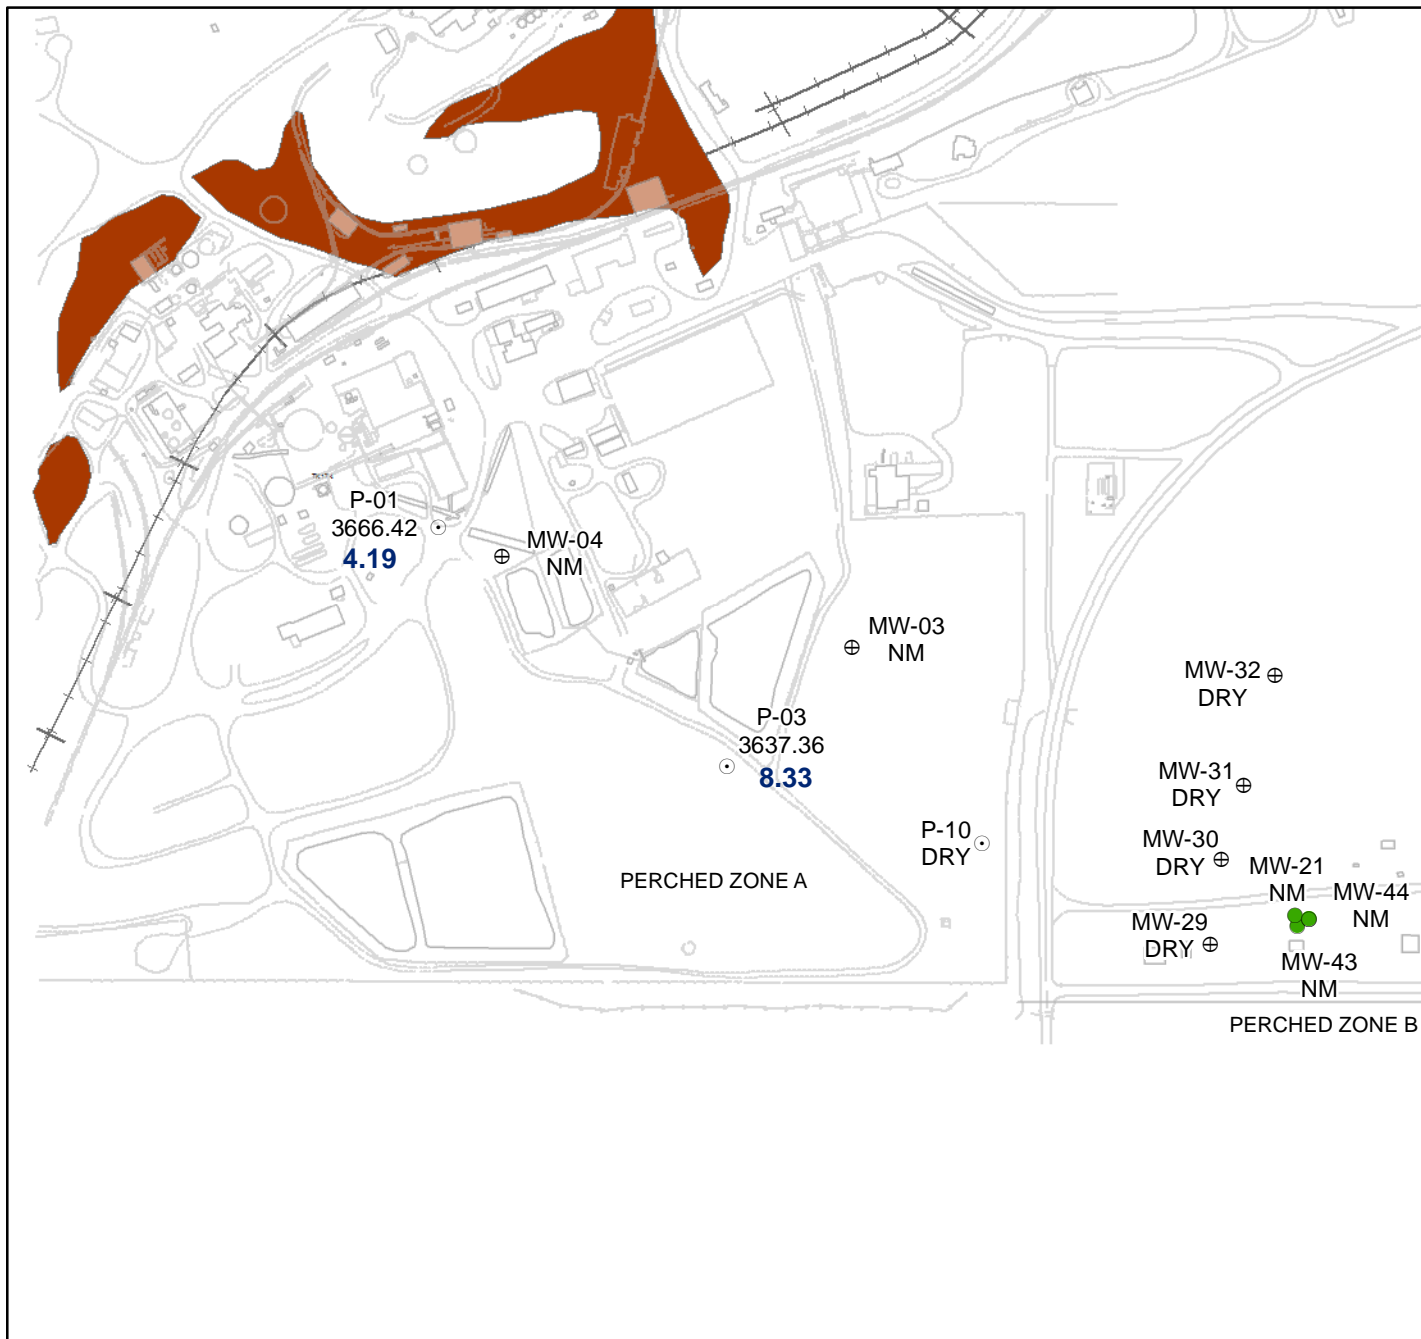 P-01
3666.42
4.19
MW-04
NM
MW-03
NM
MW-32
DRY
P-03
3637.36
8.33
MW-31
DRY
P-10
DRY
MW-30
DRY
MW-21
NM
MW-44
NM
PERCHED ZONE A
MW-29
DRY
MW-43
NM
PERCHED ZONE B